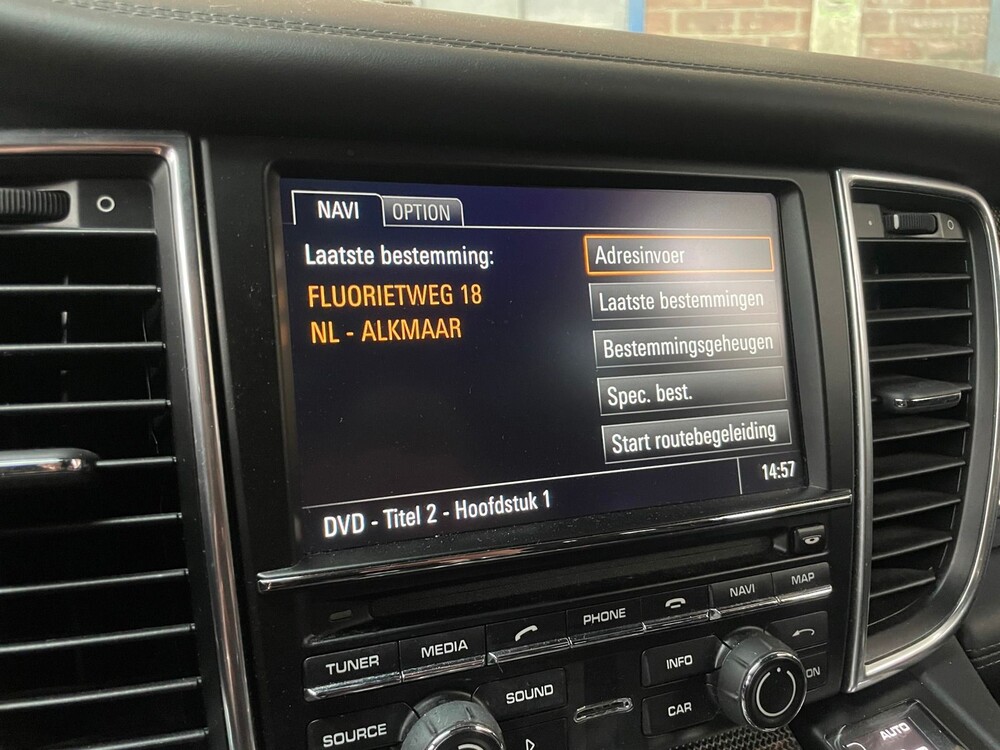 NAVI OPTION
Laatste bestemming:
FLUORIETWEG 18
NL - ALKMAAR
Adresinvoer
Laatste bestemmingen
Bestemmingsgeheugen
Spec. best.
Start routebegeleiding
DVD - Titel 2 - Hoofdstuk 1
14:57
TUNER MEDIA PHONE NAVI MAP
SOURCE SOUND INFO
CAR
AUTO